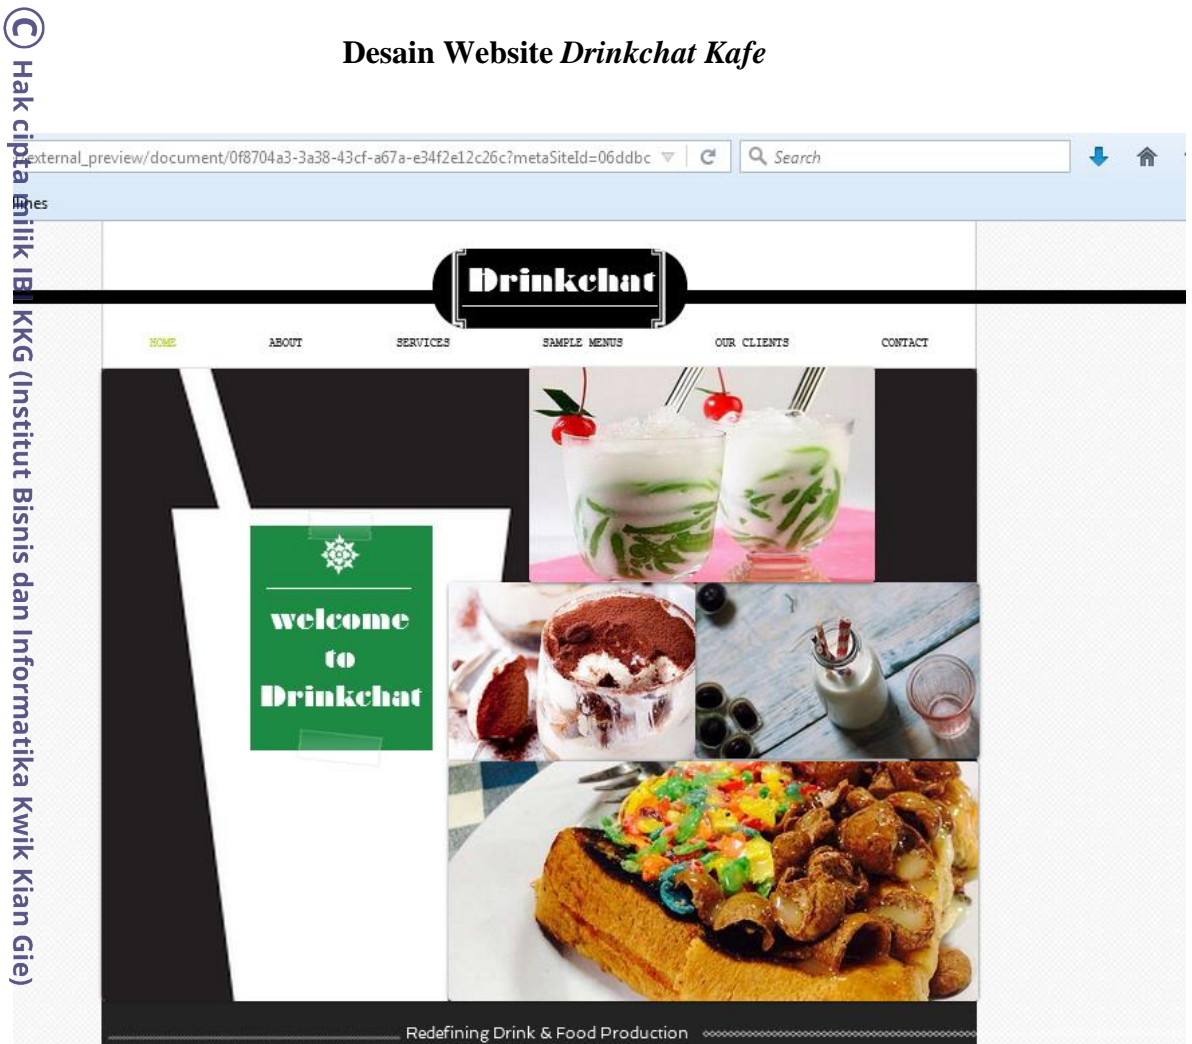 Desain Website Drinkchat Kafe
© Hak cipta milik IBI KKG (Institut Bisnis dan Informatika Kwik Kian Gie)
external_preview/document/0f8704a3-3a38-43cf-a67a-e34f2e12c26c?metaSiteId=06ddbc
Search
llines
Drinkchat
HOME ABOUT SERVICES SAMPLE MENUS OUR CLIENTS CONTACT
welcome
to
Drinkchat
Redefining Drink & Food Production